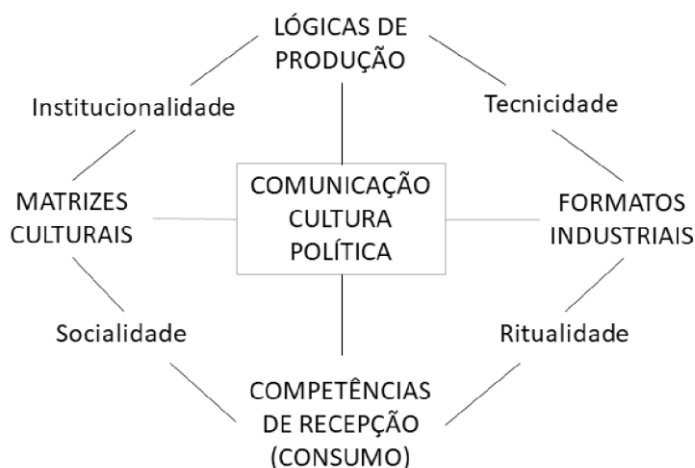 LÓGICAS DE
PRODUÇÃO
Institucionalidade
Tecnicidade
MATRIZES
CULTURAIS
COMUNICAÇÃO
CULTURA
POLÍTICA
FORMATOS
INDUSTRIAIS
Socialidade
Ritualidade
COMPETÊNCIAS
DE RECEPÇÃO
(CONSUMO)